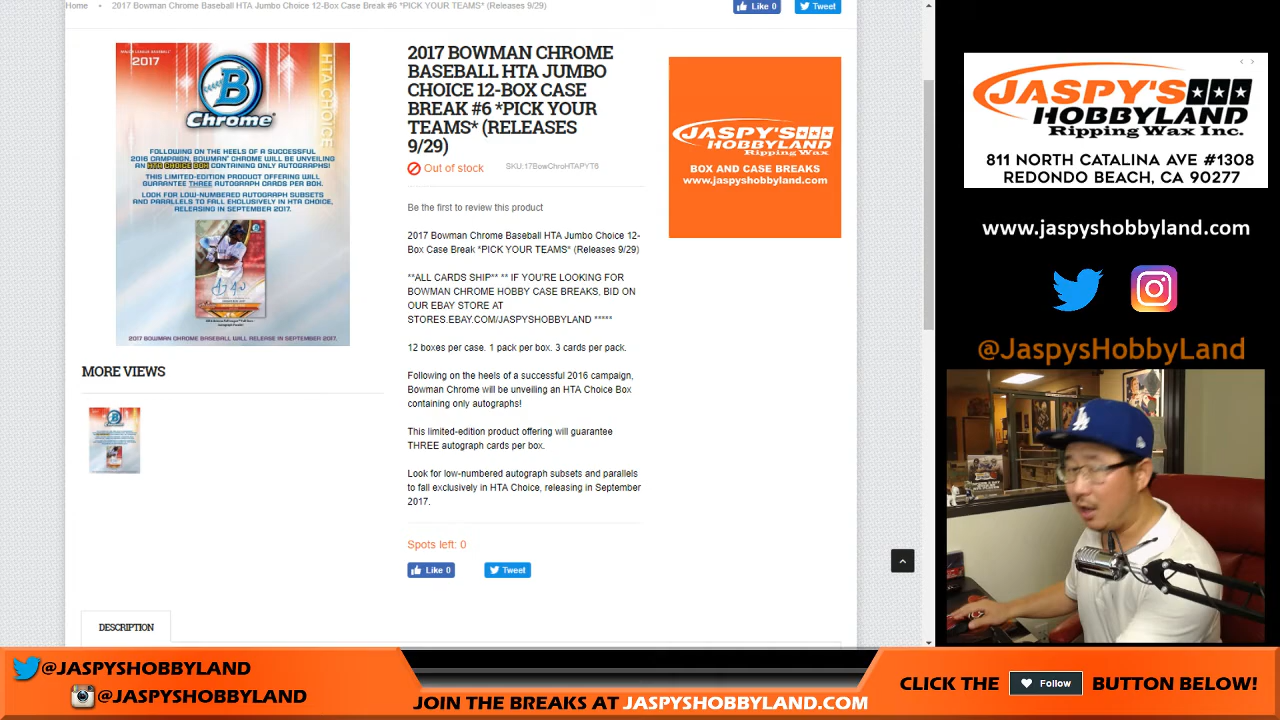 Home • 2017 Bowman Chrome Baseball HTA Jumbo Choice 12-Box Case Break #6 *PICK YOUR TEAMS* (Releases 9/29)
Like 0
Tweet
MAJOR LEAGUE BASEBALL
2017
B
Chrome
HTA CHOICE
FOLLOWING ON THE HEELS OF A SUCCESSFUL
2016 CAMPAIGN, BOWMAN CHROME WILL BE UNVEILING
AN HTA CHOICE BOX CONTAINING ONLY AUTOGRAPHS!
THIS LIMITED-EDITION PRODUCT OFFERING WILL
GUARANTEE THREE AUTOGRAPH CARDS PER BOX.
LOOK FOR LOW-NUMBERED AUTOGRAPH SUBSETS
AND PARALLELS TO FALL EXCLUSIVELY IN HTA CHOICE,
RELEASING IN SEPTEMBER 2017.
2017 BOWMAN CHROME BASEBALL WILL RELEASE IN SEPTEMBER 2017.
MORE VIEWS
2017 BOWMAN CHROME
BASEBALL HTA JUMBO
CHOICE 12-BOX CASE
BREAK #6 *PICK YOUR
TEAMS* (RELEASES
9/29)
Out of stock
SKU:17BowChroHTAPYT6
Be the first to review this product
2017 Bowman Chrome Baseball HTA Jumbo Choice 12-
Box Case Break *PICK YOUR TEAMS* (Releases 9/29)
**ALL CARDS SHIP** ** IF YOU'RE LOOKING FOR
BOWMAN CHROME HOBBY CASE BREAKS, BID ON
OUR EBAY STORE AT
STORES.EBAY.COM/JASPYSHOBBYLAND *****
12 boxes per case. 1 pack per box. 3 cards per pack.
Following on the heels of a successful 2016 campaign,
Bowman Chrome will be unveiling an HTA Choice Box
containing only autographs!
This limited-edition product offering will guarantee
THREE autograph cards per box.
Look for low-numbered autograph subsets and parallels
to fall exclusively in HTA Choice, releasing in September
2017.
Spots left: 0
Like 0
Tweet
DESCRIPTION
JASPY'S
HOBBYLAND
Ripping Wax
BOX AND CASE BREAKS
www.jaspyshobbyland.com
JASPY'S
HOBBYLAND
Ripping Wax Inc.
811 NORTH CATALINA AVE #1308
REDONDO BEACH, CA 90277
www.jaspyshobbyland.com
@JaspysHobbyLand
LA
@JASPYSHOBBYLAND
@JASPYSHOBBYLAND
JOIN THE BREAKS AT JASPYSHOBBYLAND.COM
CLICK THE Follow BUTTON BELOW!